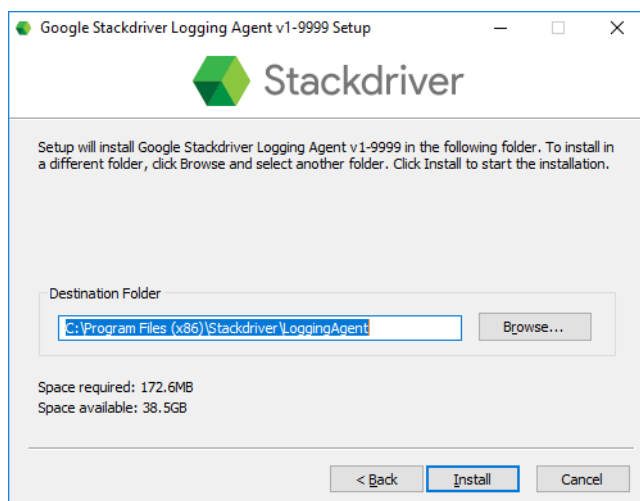 Google Stackdriver Logging Agent v1-9999 Setup
Stackdriver
Setup will install Google Stackdriver Logging Agent v1-9999 in the following folder. To install in
a different folder, click Browse and select another folder. Click Install to start the installation.
Destination Folder
C:\Program Files (x86)\Stackdriver\LoggingAgent
Browse...
Space required: 172.6MB
Space available: 38.5GB
< Back
Install
Cancel